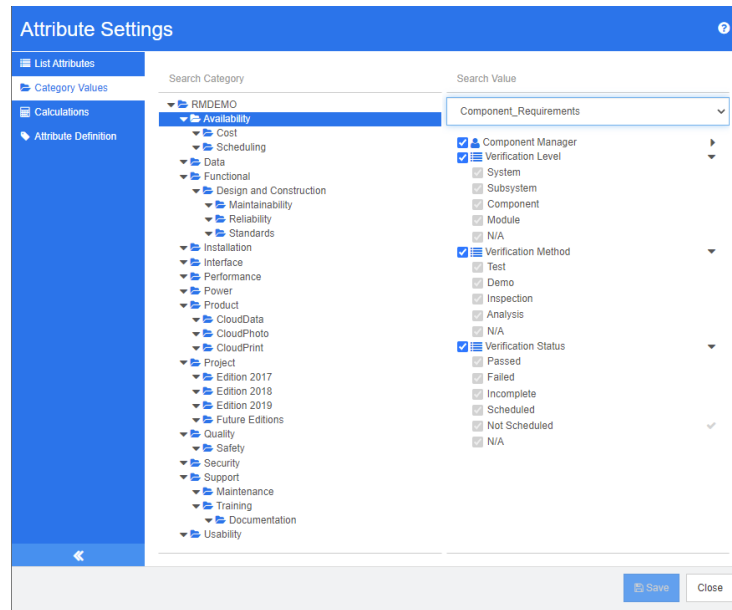 Attribute Settings
List Attributes
Category Values
Calculations
Attribute Definition
Search Category
RMDEMO
Availability
Cost
Scheduling
Data
Functional
Design and Construction
Maintainability
Reliability
Standards
Installation
Interface
Performance
Power
Product
CloudData
CloudPhoto
CloudPrint
Project
Edition 2017
Edition 2018
Edition 2019
Future Editions
Quality
Safety
Security
Support
Maintenance
Training
Documentation
Usability
Search Value
Component_Requirements
Component Manager
Verification Level
System
Subsystem
Component
Module
N/A
Verification Method
Test
Demo
Inspection
Analysis
N/A
Verification Status
Passed
Failed
Incomplete
Scheduled
Not Scheduled
N/A
Save
Close